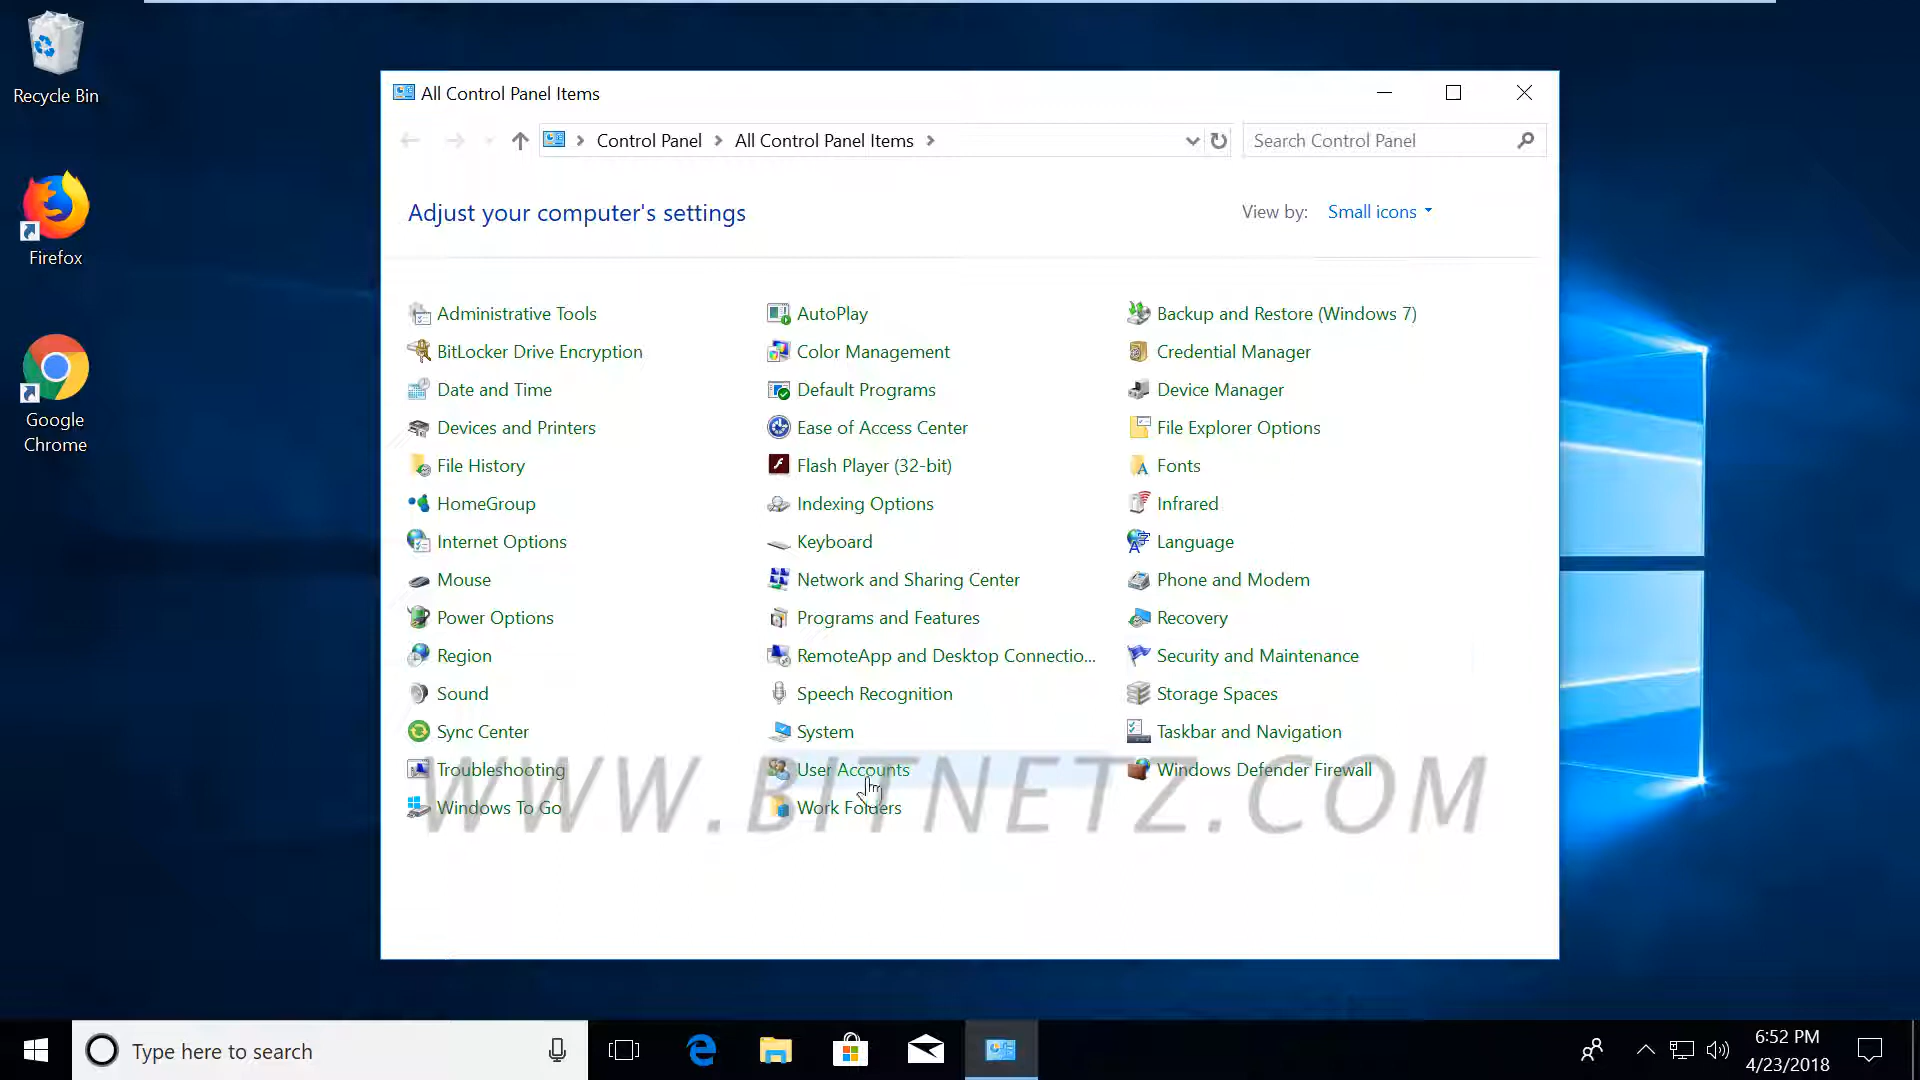 Recycle Bin
Firefox
Google
Chrome
All Control Panel Items
Control Panel
All Control Panel Items
Search Control Panel
Adjust your computer's settings
View by:
Small icons
Administrative Tools
AutoPlay
Backup and Restore (Windows 7)
BitLocker Drive Encryption
Color Management
Credential Manager
Date and Time
Default Programs
Device Manager
Devices and Printers
Ease of Access Center
File Explorer Options
File History
Flash Player (32-bit)
Fonts
HomeGroup
Indexing Options
Infrared
Internet Options
Keyboard
Language
Mouse
Network and Sharing Center
Phone and Modem
Power Options
Programs and Features
Recovery
Region
RemoteApp and Desktop Connectio...
Security and Maintenance
Sound
Speech Recognition
Storage Spaces
Sync Center
System
Taskbar and Navigation
Troubleshooting
User Accounts
Windows Defender Firewall
Windows To Go
Work Folders
WWW.BITNETZ.COM
Type here to search
6:52 PM
4/23/2018